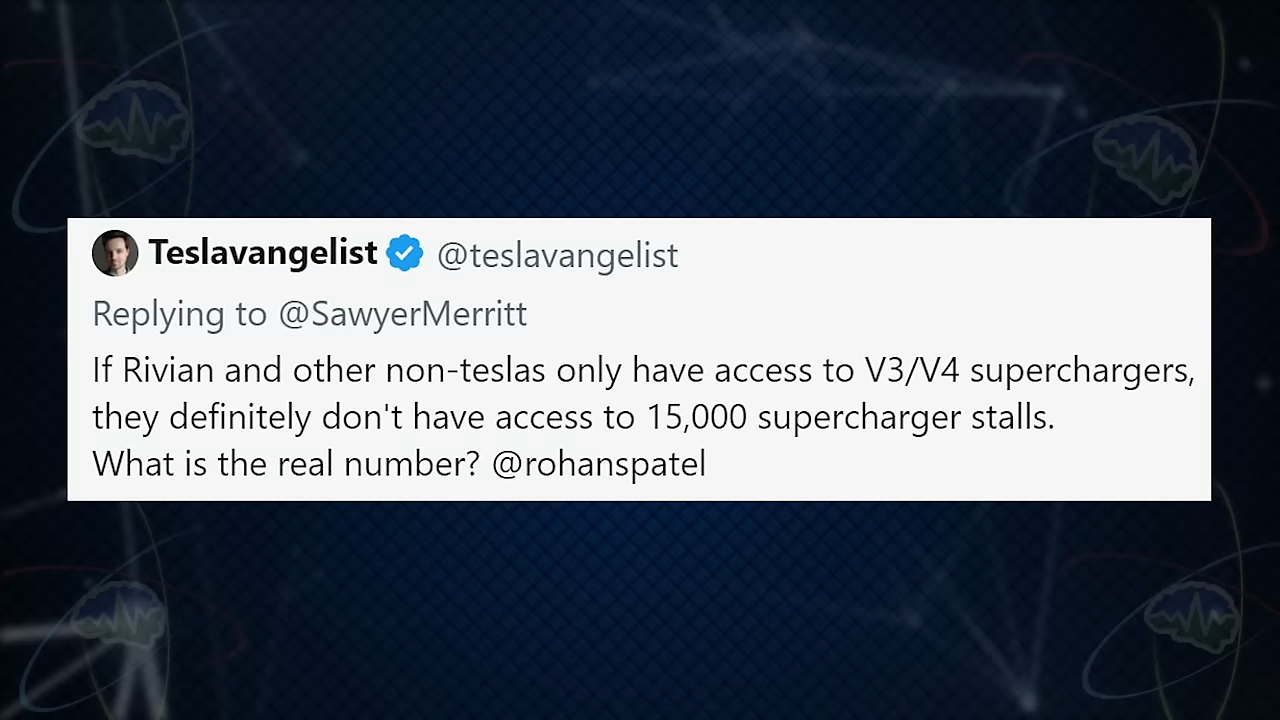 Teslavangelist @teslavangelist
Replying to @SawyerMerritt
If Rivian and other non-teslas only have access to V3/V4 superchargers,
they definitely don't have access to 15,000 supercharger stalls.
What is the real number? @rohanspatel